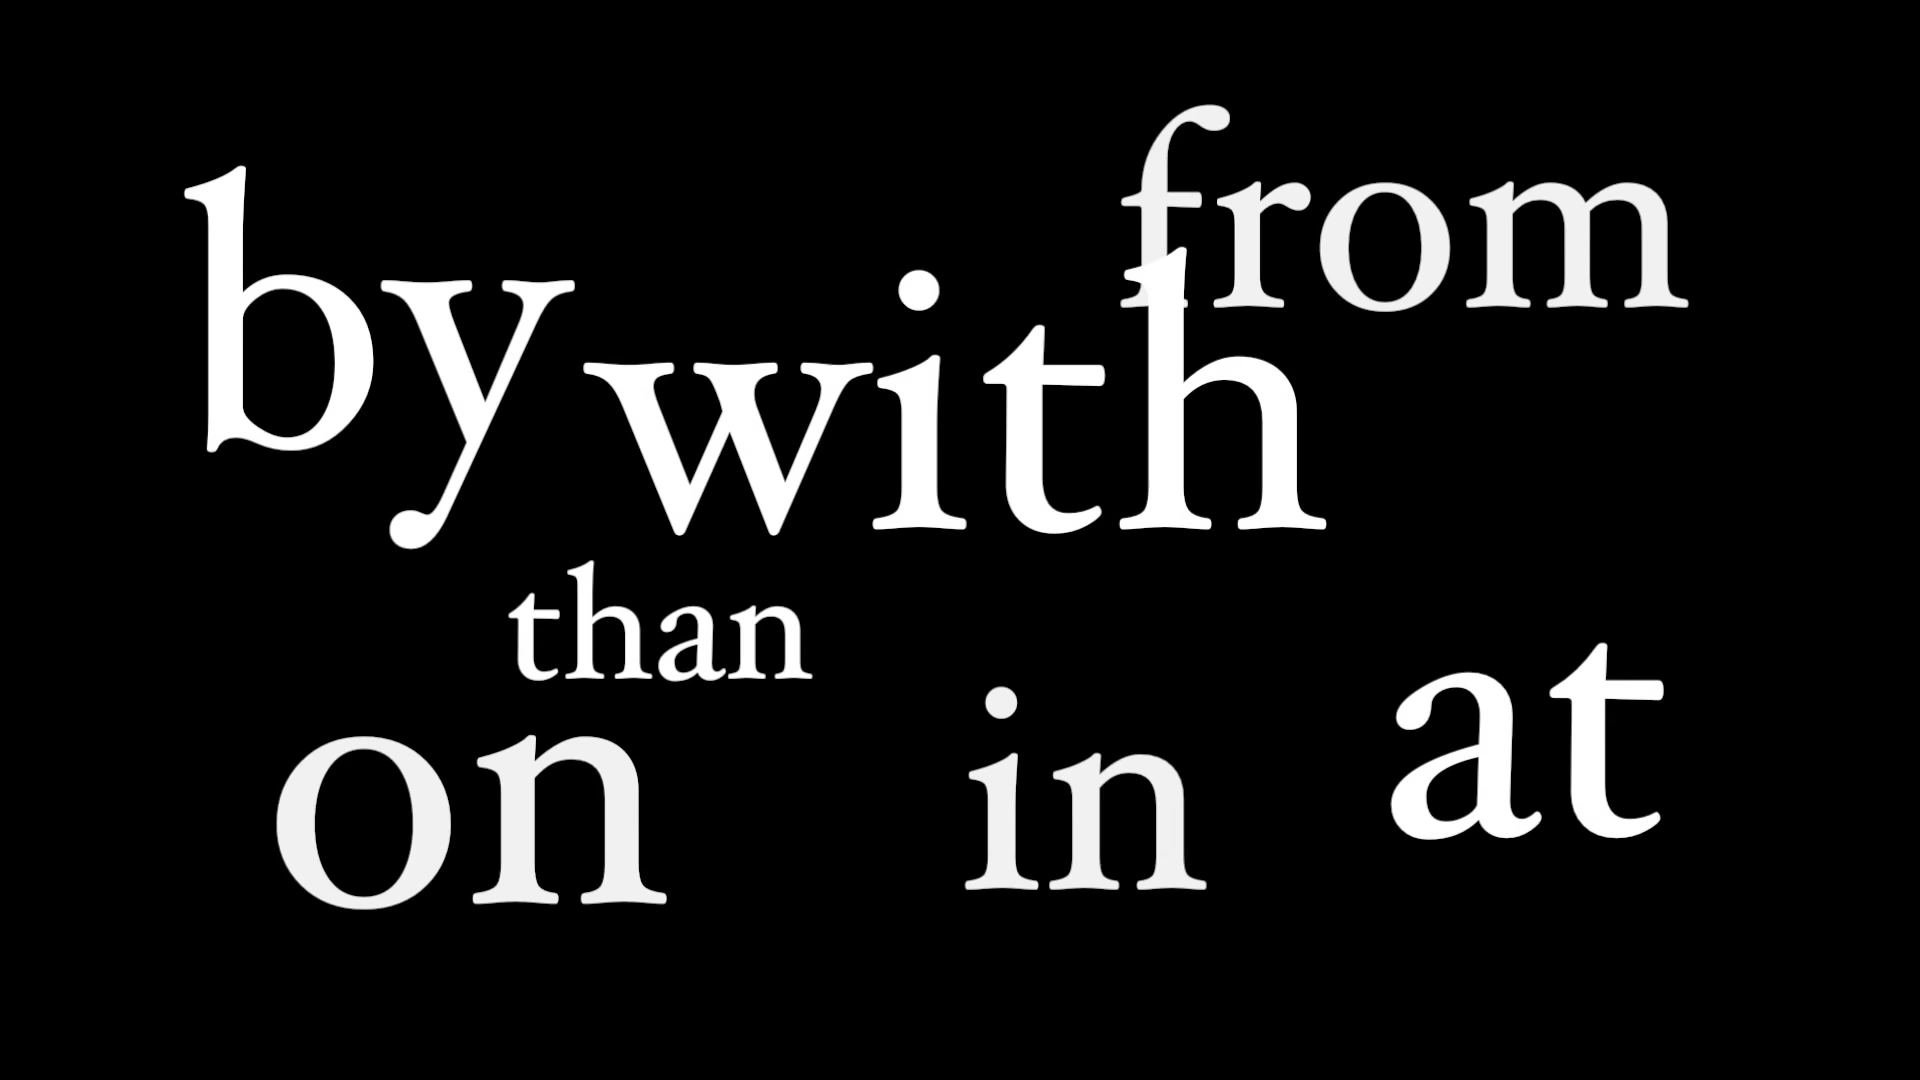 from
by
with
than
on
in
at